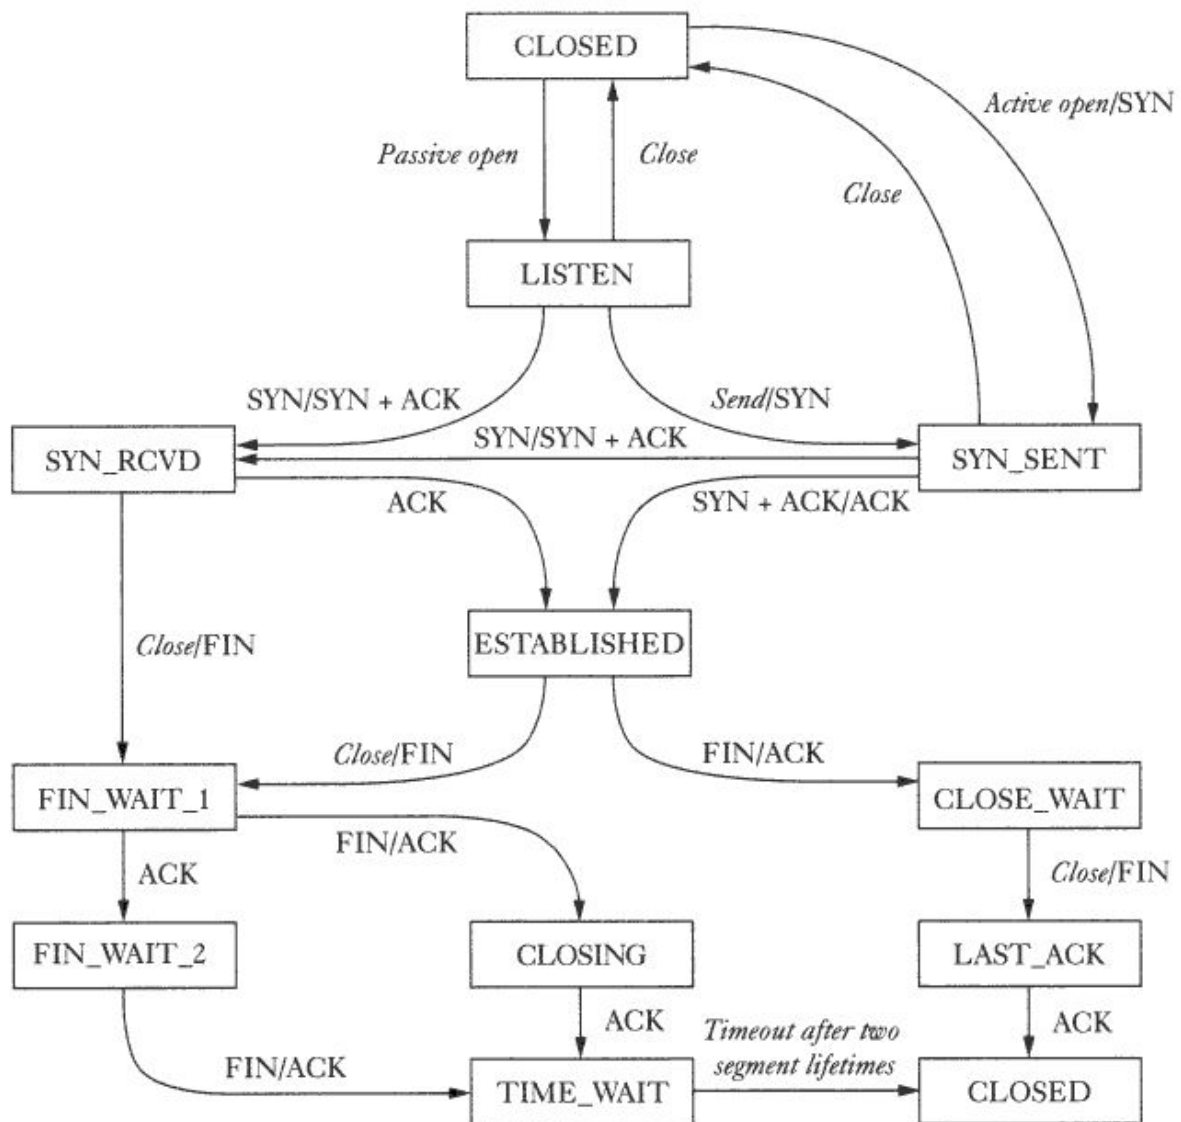 CLOSED
Active open/SYN
Passive open
Close
Close
LISTEN
SYN/SYN + ACK
Send/SYN
SYN/SYN + ACK
SYN_RCVD
SYN_SENT
ACK
SYN + ACK/ACK
Close/FIN
ESTABLISHED
Close/FIN
FIN/ACK
FIN_WAIT_1
CLOSE_WAIT
FIN/ACK
ACK
Close/FIN
FIN_WAIT_2
CLOSING
LAST_ACK
ACK
Timeout after two
segment lifetimes
ACK
FIN/ACK
TIME_WAIT
CLOSED